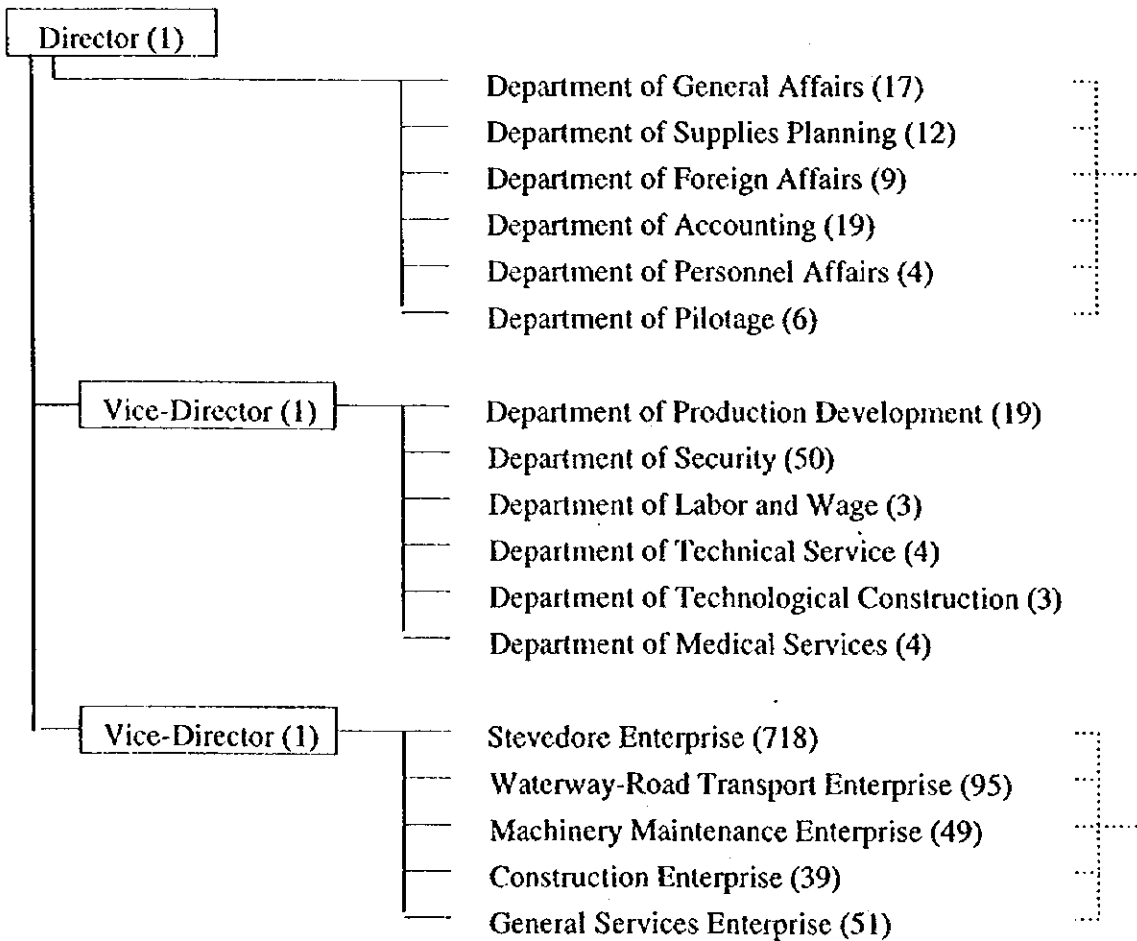 Director (1)
Department of General Affairs (17)
Department of Supplies Planning (12)
Department of Foreign Affairs (9)
Department of Accounting (19)
Department of Personnel Affairs (4)
Department of Pilotage (6)
Vice-Director (1)
Department of Production Development (19)
Department of Security (50)
Department of Labor and Wage (3)
Department of Technical Service (4)
Department of Technological Construction (3)
Department of Medical Services (4)
Vice-Director (1)
Stevedore Enterprise (718)
Waterway-Road Transport Enterprise (95)
Machinery Maintenance Enterprise (49)
Construction Enterprise (39)
General Services Enterprise (51)